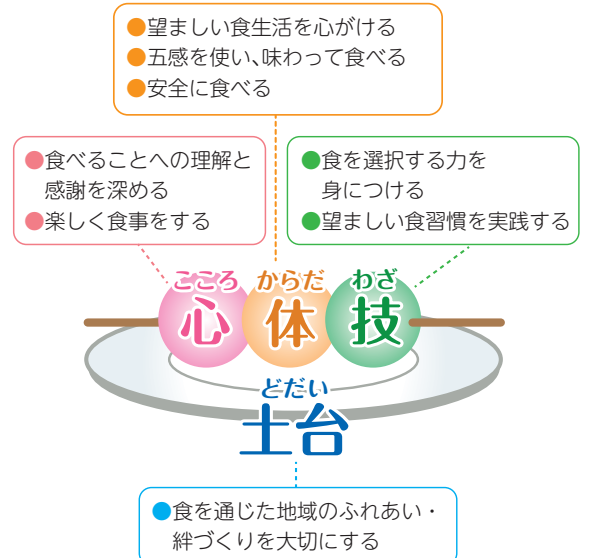 ●望ましい食生活を心がける
●五感を使い、味わって食べる
●安全に食べる
●食べることへの理解と
感謝を深める
●楽しく食事をする
●食を選択する力を
身につける
●望ましい食習慣を実践する
こころ からだ わざ
心 体 技
どだい
土台
●食を通じた地域のふれあい・
絆づくりを大切にする